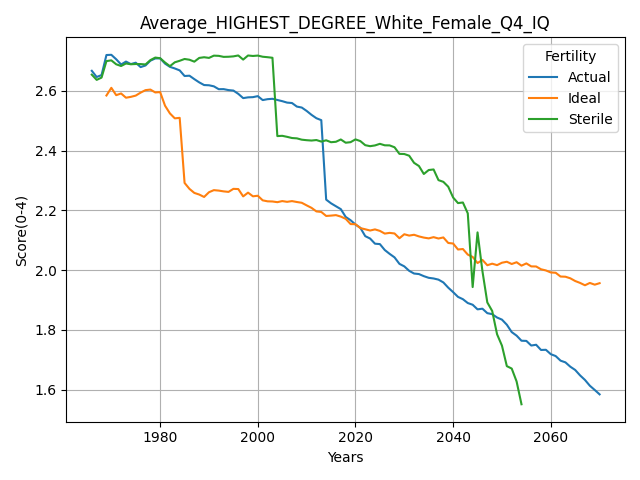 Average_HIGHEST_DEGREE_White_Female_Q4_IQ
Fertility
Actual
Ideal
Sterile
Score(0-4)
2.6
2.4
2.2
2.0
1.8
1.6
1980
2000
2020
2040
2060
Years